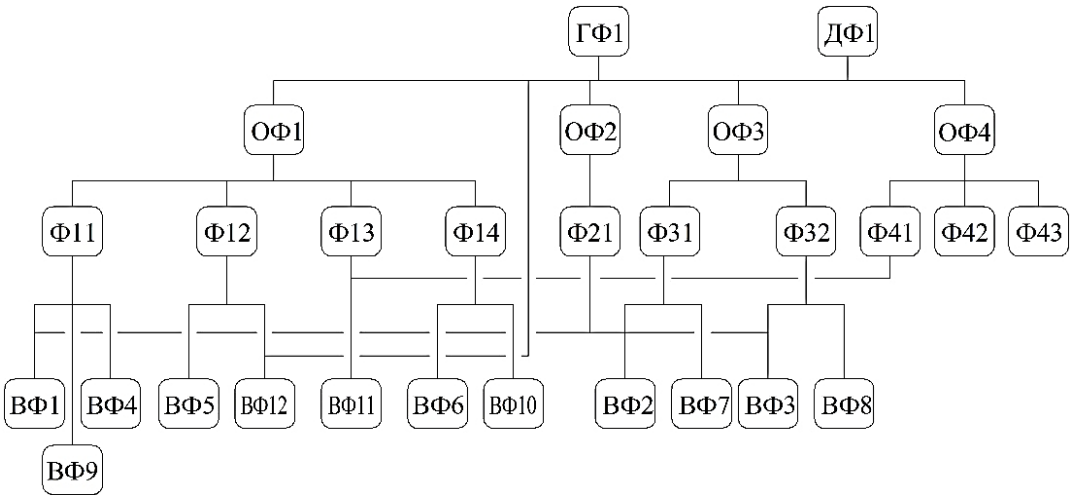 ГФ1 ДФ1
ОФ1 ОФ2 ОФ3 ОФ4
Ф11 Ф12 Ф13 Ф14 Ф21 Ф31 Ф32 Ф41 Ф42 Ф43
ВФ1 ВФ4 ВФ5 ВФ12 ВФ11 ВФ6 ВФ10 ВФ2 ВФ7 ВФ3 ВФ8
ВФ9